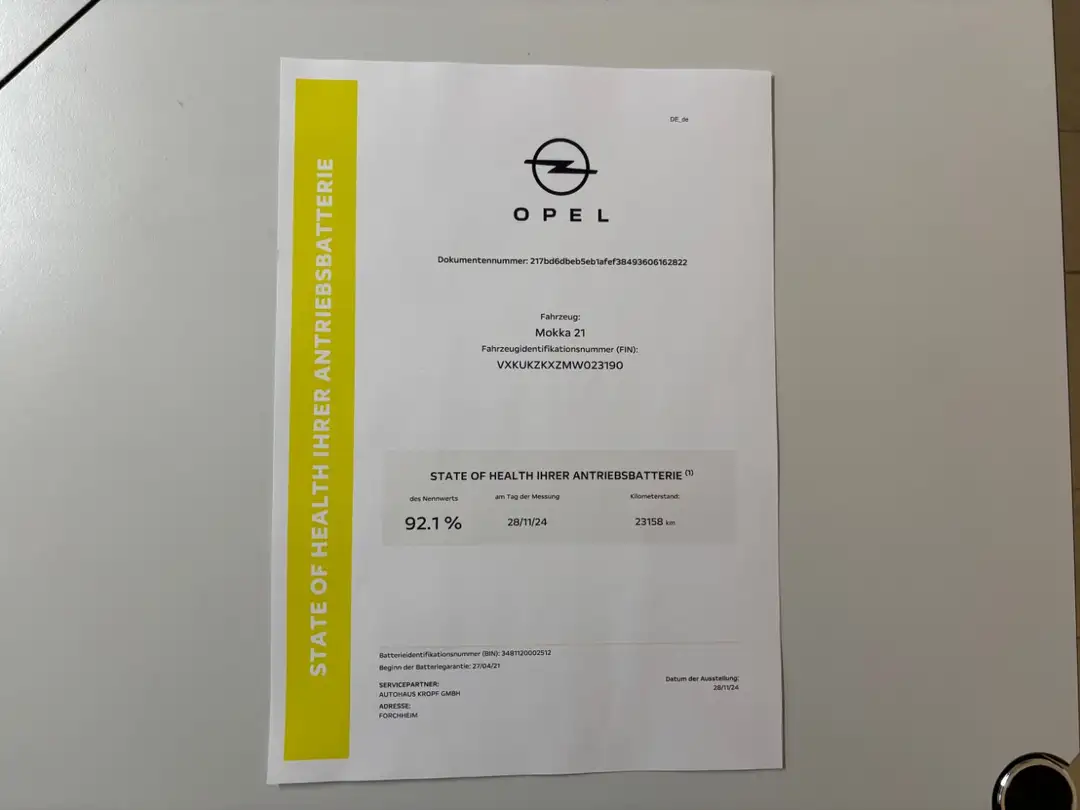 STATE OF HEALTH IHRER ANTRIEBSBATTERIE
DE_de
OPEL
Dokumentennummer: 217bd6dbeb5eb1afef38493606162822
Fahrzeug:
Mokka 21
Fahrzeugidentifikationsnummer (FIN):
VXKUKZKXZMW023190
STATE OF HEALTH IHRER ANTRIEBSBATTERIE (1)
des Nennwerts am Tag der Messung Kilometerstand:
92.1 % 28/11/24 23158 km
Batterieidentifikationsnummer (BIN): 3481120002512
Beginn der Batteriegarantie: 27/04/21
SERVICEPARTNER:
AUTOHAUS KROPF GMBH
ADRESSE:
FORCHHEIM
Datum der Ausstellung:
28/11/24